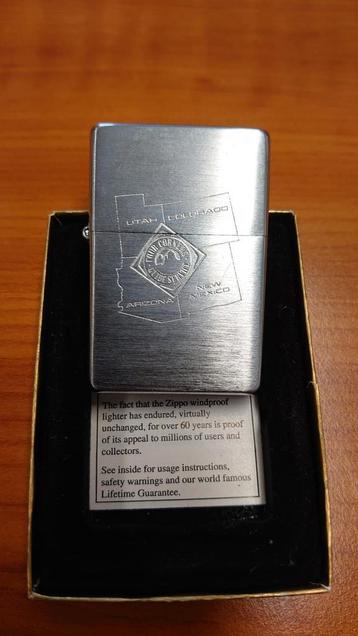 UTAH COLORADO
FOUR CORNERS
GUIDE SERVICE
ARIZONA
NEW
MEXICO
The fact that the Zippo windproof
lighter has endured, virtually
unchanged, for over 60 years is proof
of its appeal to millions of users and
collectors.
See inside for usage instructions,
safety warnings and our world famous
Lifetime Guarantee.